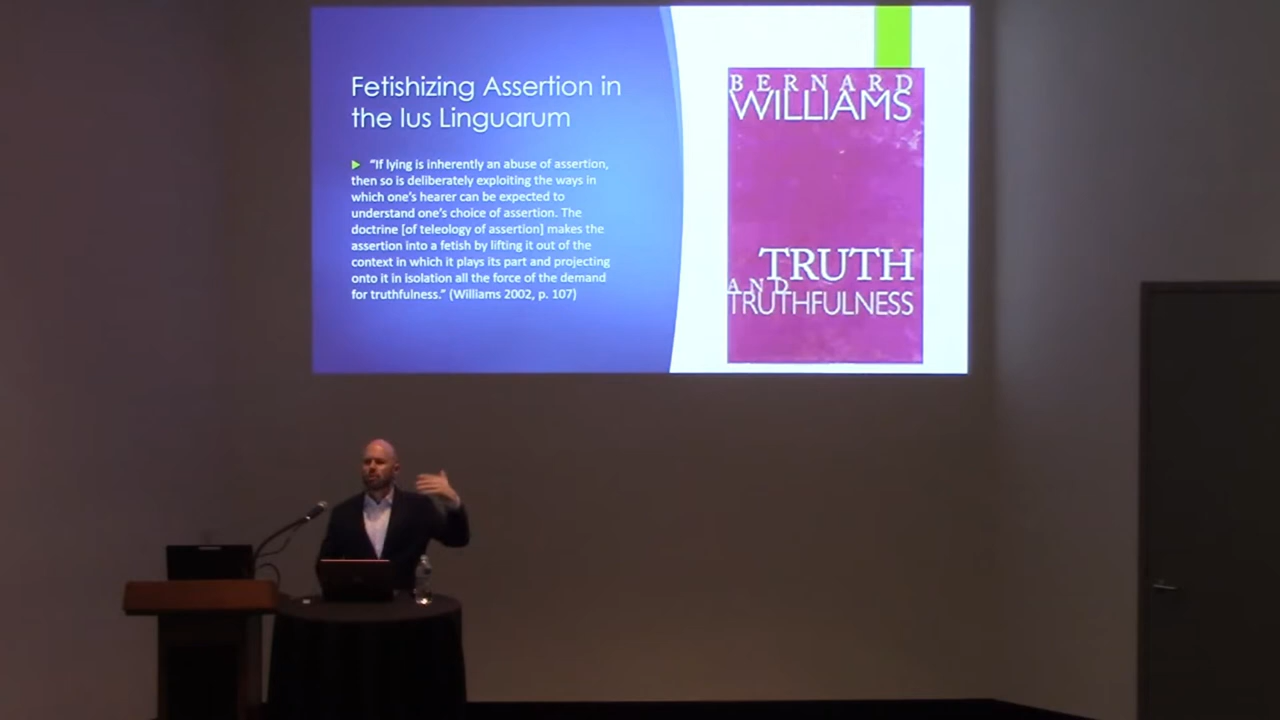 Fetishizing Assertion in
the Ius Linguarum
"If lying is inherently an abuse of assertion,
then so is deliberately exploiting the ways in
which one's hearer can be expected to
understand one's choice of assertion. The
doctrine [of teleology of assertion] makes the
assertion into a fetish by lifting it out of the
context in which it plays its part and projecting
onto it in isolation all the force of the demand
for truthfulness." (Williams 2002, p. 107)
BERNARD
WILLIAMS
TRUTH
AND
TRUTHFULNESS